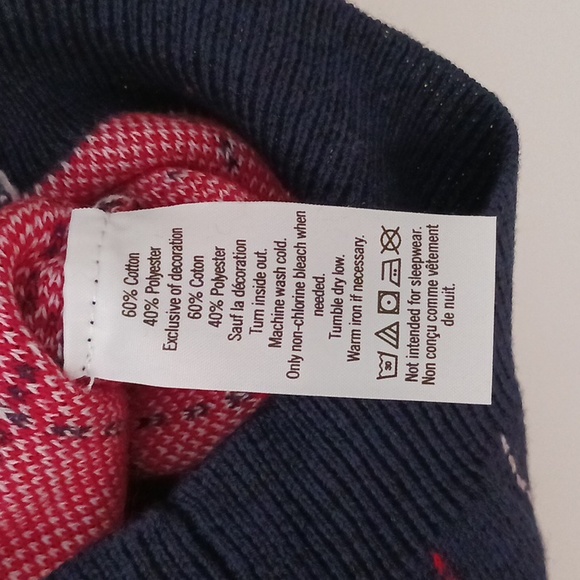 60% Cotton
40% Polyester
Exclusive of decoration
60% Coton
40% Polyester
Sauf la décoration
Turn inside out.
Machine wash cold.
Only non-chlorine bleach when
needed.
Tumble dry low.
Warm iron if necessary.
30
Not intended for sleepwear.
Non conçu comme vêtement
de nuit.